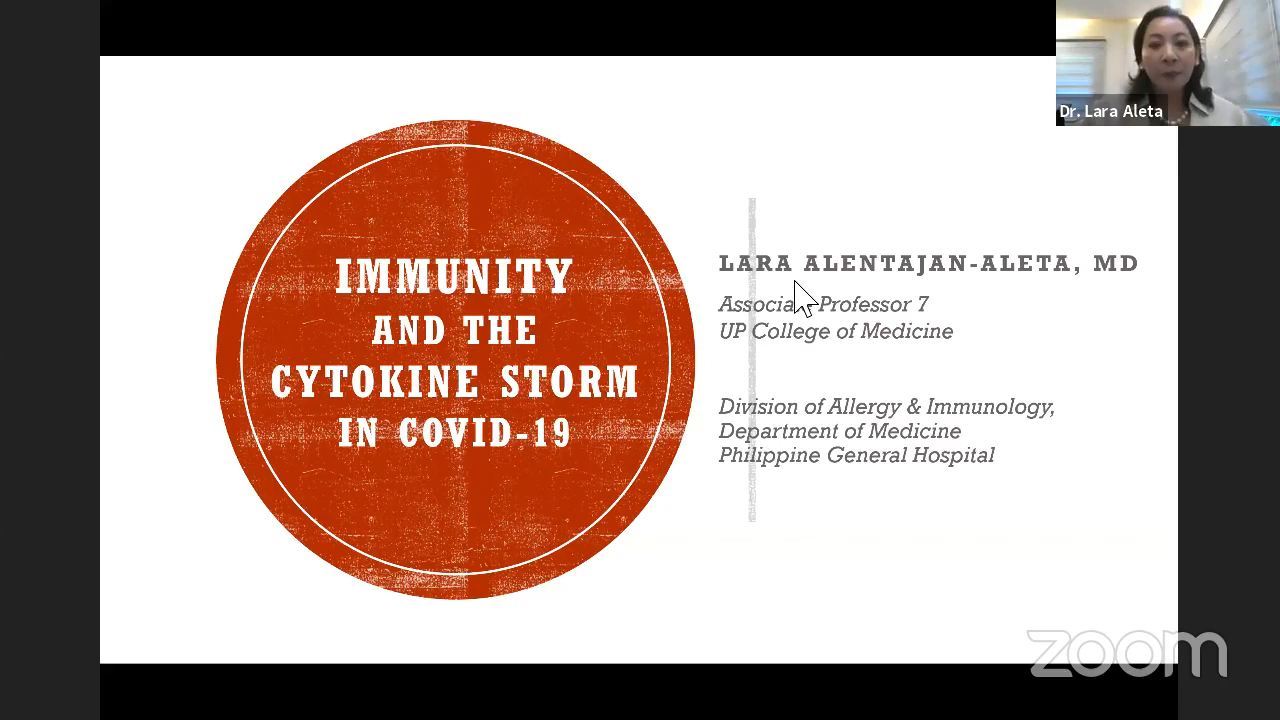 Dr. Lara Aleta
IMMUNITY
AND THE
CYTOKINE STORM
IN COVID-19
LARA ALENTAJAN-ALETA, MD
Associa Professor 7
UP College of Medicine
Division of Allergy & Immunology,
Department of Medicine
Philippine General Hospital
zoom